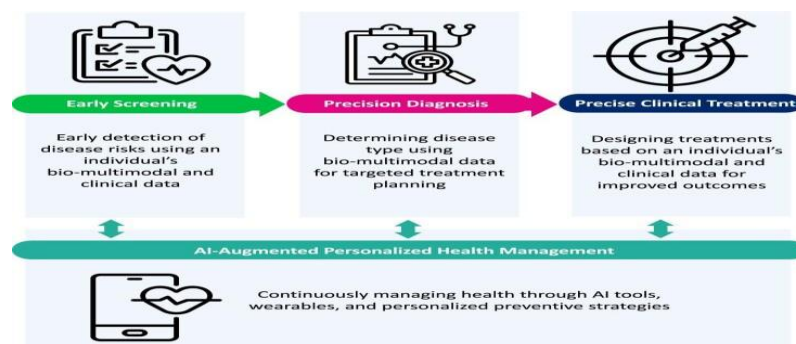 Early Screening
Early detection of
disease risks using an
individual's
bio-multimodal and
clinical data
Precision Diagnosis
Determining disease
type using
bio-multimodal data
for targeted treatment
planning
Precise Clinical Treatment
Designing treatments
based on an individual's
bio-multimodal and
clinical data for
improved outcomes
AI-Augmented Personalized Health Management
Continuously managing health through AI tools,
wearables, and personalized preventive strategies